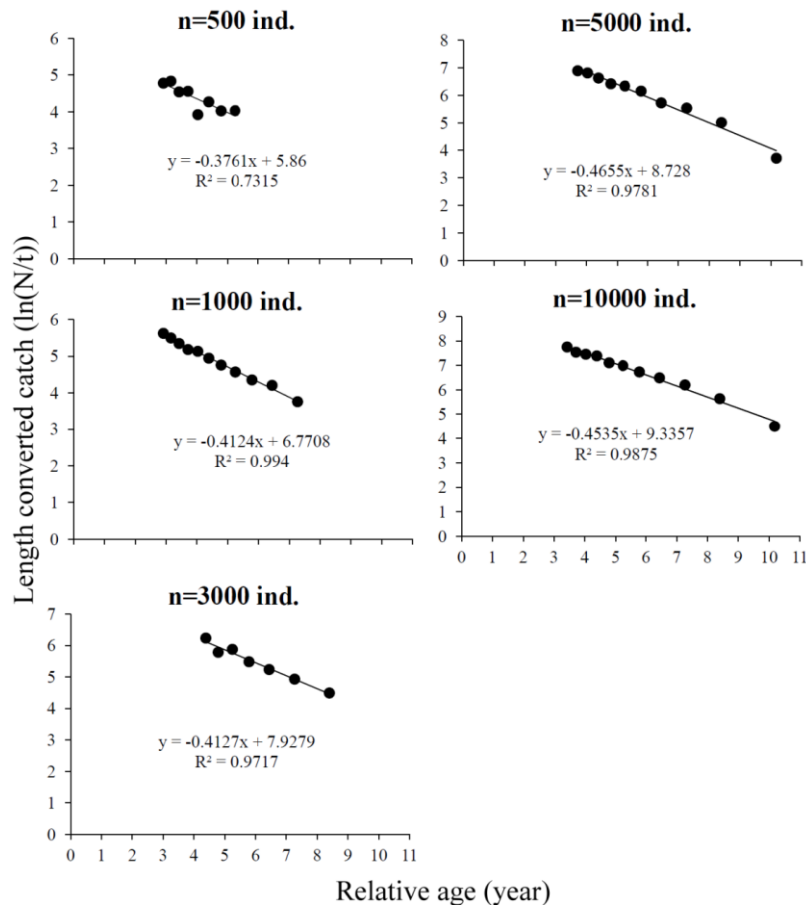 n=500 ind.
6
5
4
3
2
1
0
y = -0.3761x + 5.86
R² = 0.7315
n=5000 ind.
8
7
6
5
4
3
2
1
0
y = -0.4655x + 8.728
R² = 0.9781
Length converted catch (ln(N/t))
n=1000 ind.
6
5
4
3
2
1
0
y = -0.4124x + 6.7708
R² = 0.994
n=10000 ind.
9
8
7
6
5
4
3
2
1
0
y = -0.4535x + 9.3357
R² = 0.9875
0 1 2 3 4 5 6 7 8 9 10 11
n=3000 ind.
7
6
5
4
3
2
1
0
y = -0.4127x + 7.9279
R² = 0.9717
0 1 2 3 4 5 6 7 8 9 10 11
Relative age (year)